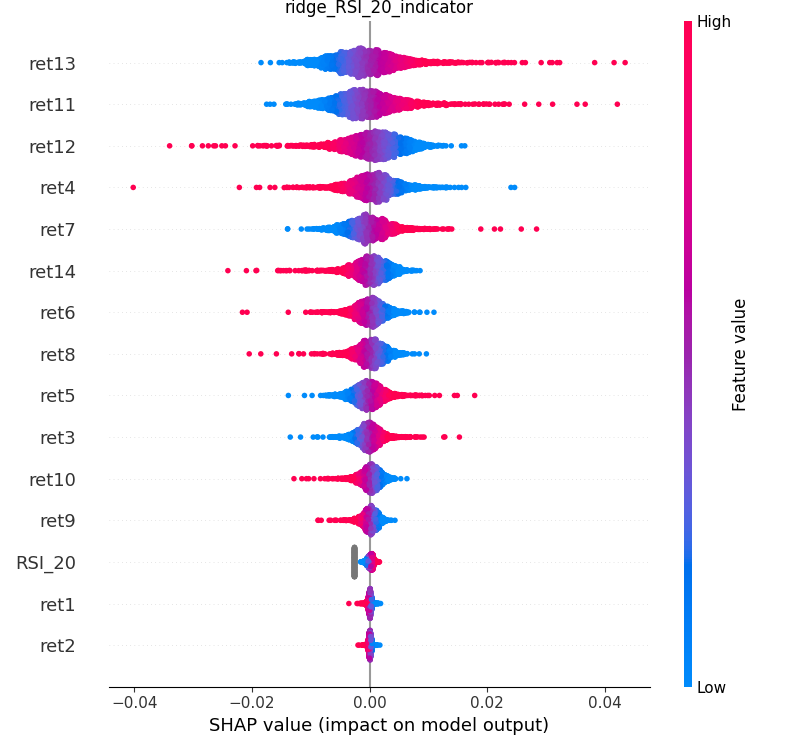 ridge_RSI_20_indicator
High
ret13
ret11
ret12
ret4
ret7
ret14
ret6
ret8
ret5
ret3
ret10
ret9
RSI_20
ret1
ret2
Feature value
Low
−0.04 −0.02 0.00 0.02 0.04
SHAP value (impact on model output)